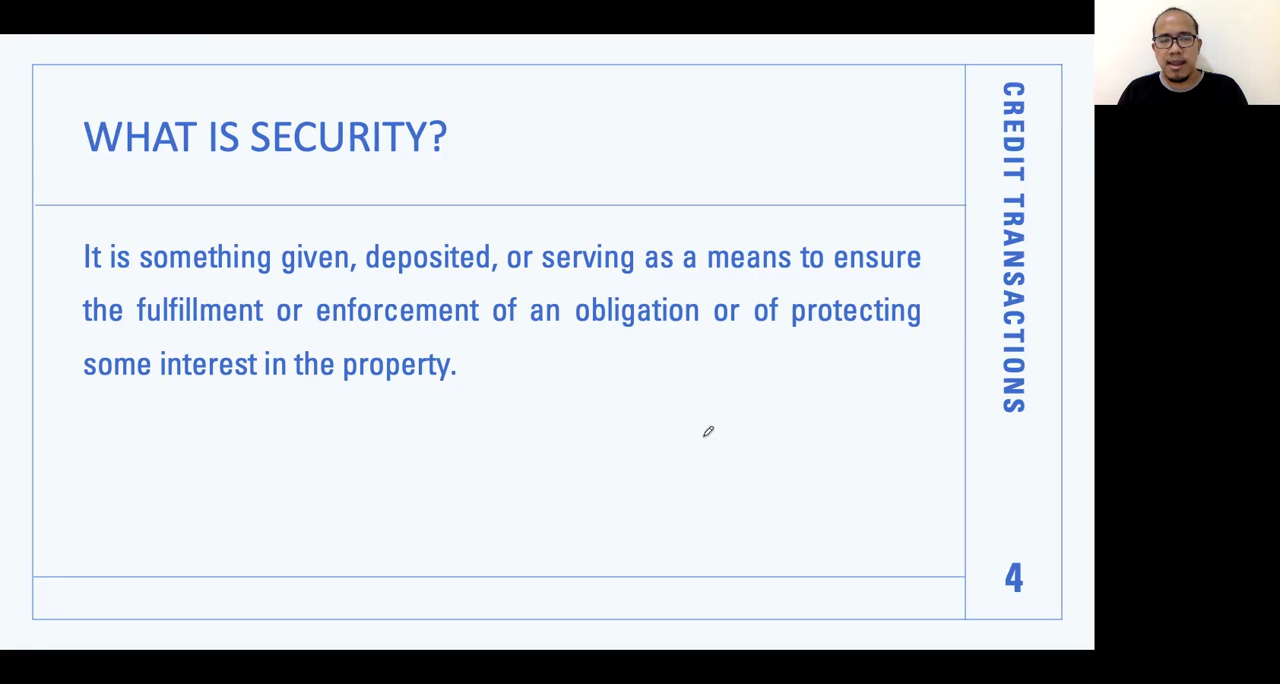 WHAT IS SECURITY?
It is something given, deposited, or serving as a means to ensure
the fulfillment or enforcement of an obligation or of protecting
some interest in the property.
CREDIT TRANSACTIONS
4